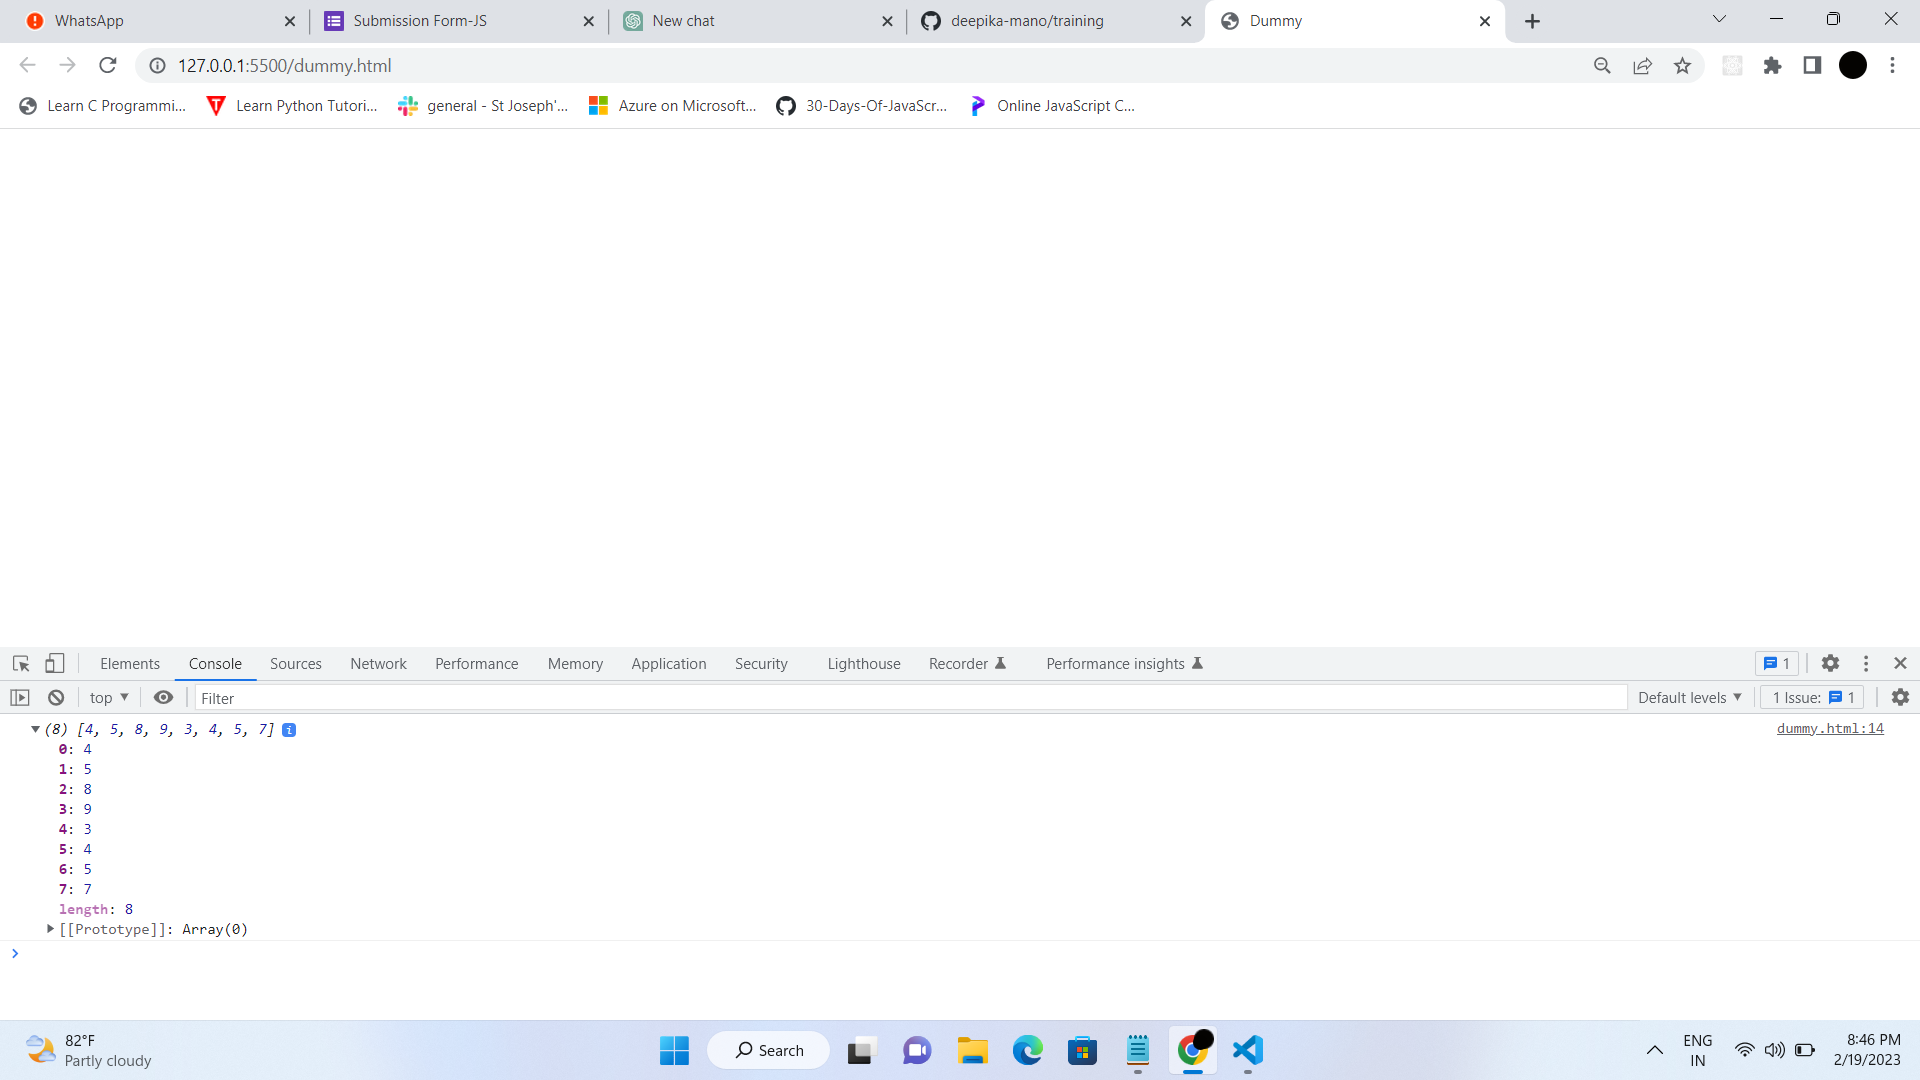 WhatsApp
Submission Form-JS
New chat
deepika-mano/training
Dummy
127.0.0.1:5500/dummy.html
Learn C Programmi...
Learn Python Tutori...
general - St Joseph'...
Azure on Microsoft...
30-Days-Of-JavaScr...
Online JavaScript C...
Elements
Console
Sources
Network
Performance
Memory
Application
Security
Lighthouse
Recorder
Performance insights
1
top
Filter
Default levels
1 Issue: 1
(8) [4, 5, 8, 9, 3, 4, 5, 7] i
dummy.html:14
0: 4
1: 5
2: 8
3: 9
4: 3
5: 4
6: 5
7: 7
length: 8
[[Prototype]]: Array(0)
82°F
Partly cloudy
Search
ENG
IN
8:46 PM
2/19/2023